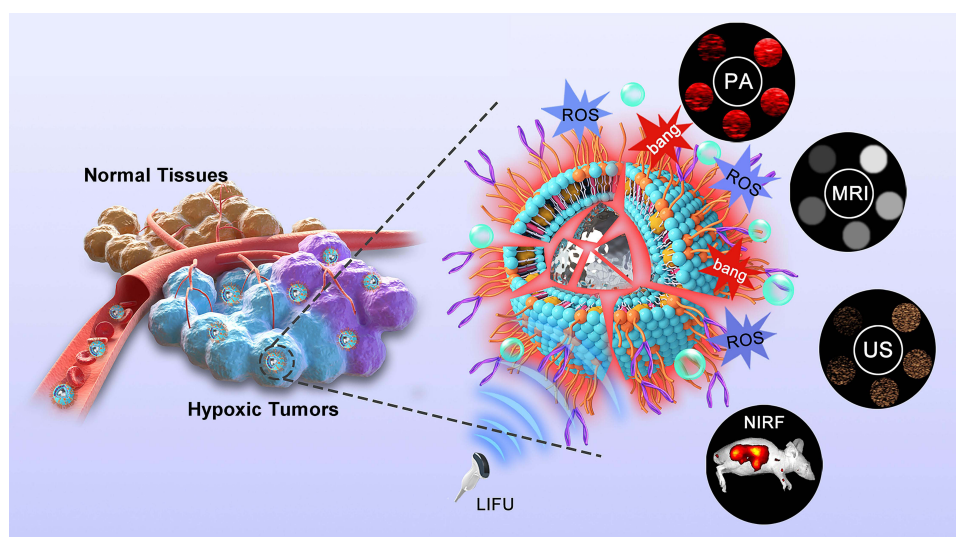 Normal Tissues
Hypoxic Tumors
LIFU
ROS
bang
ROS
bang
ROS
PA
MRI
US
NIRF